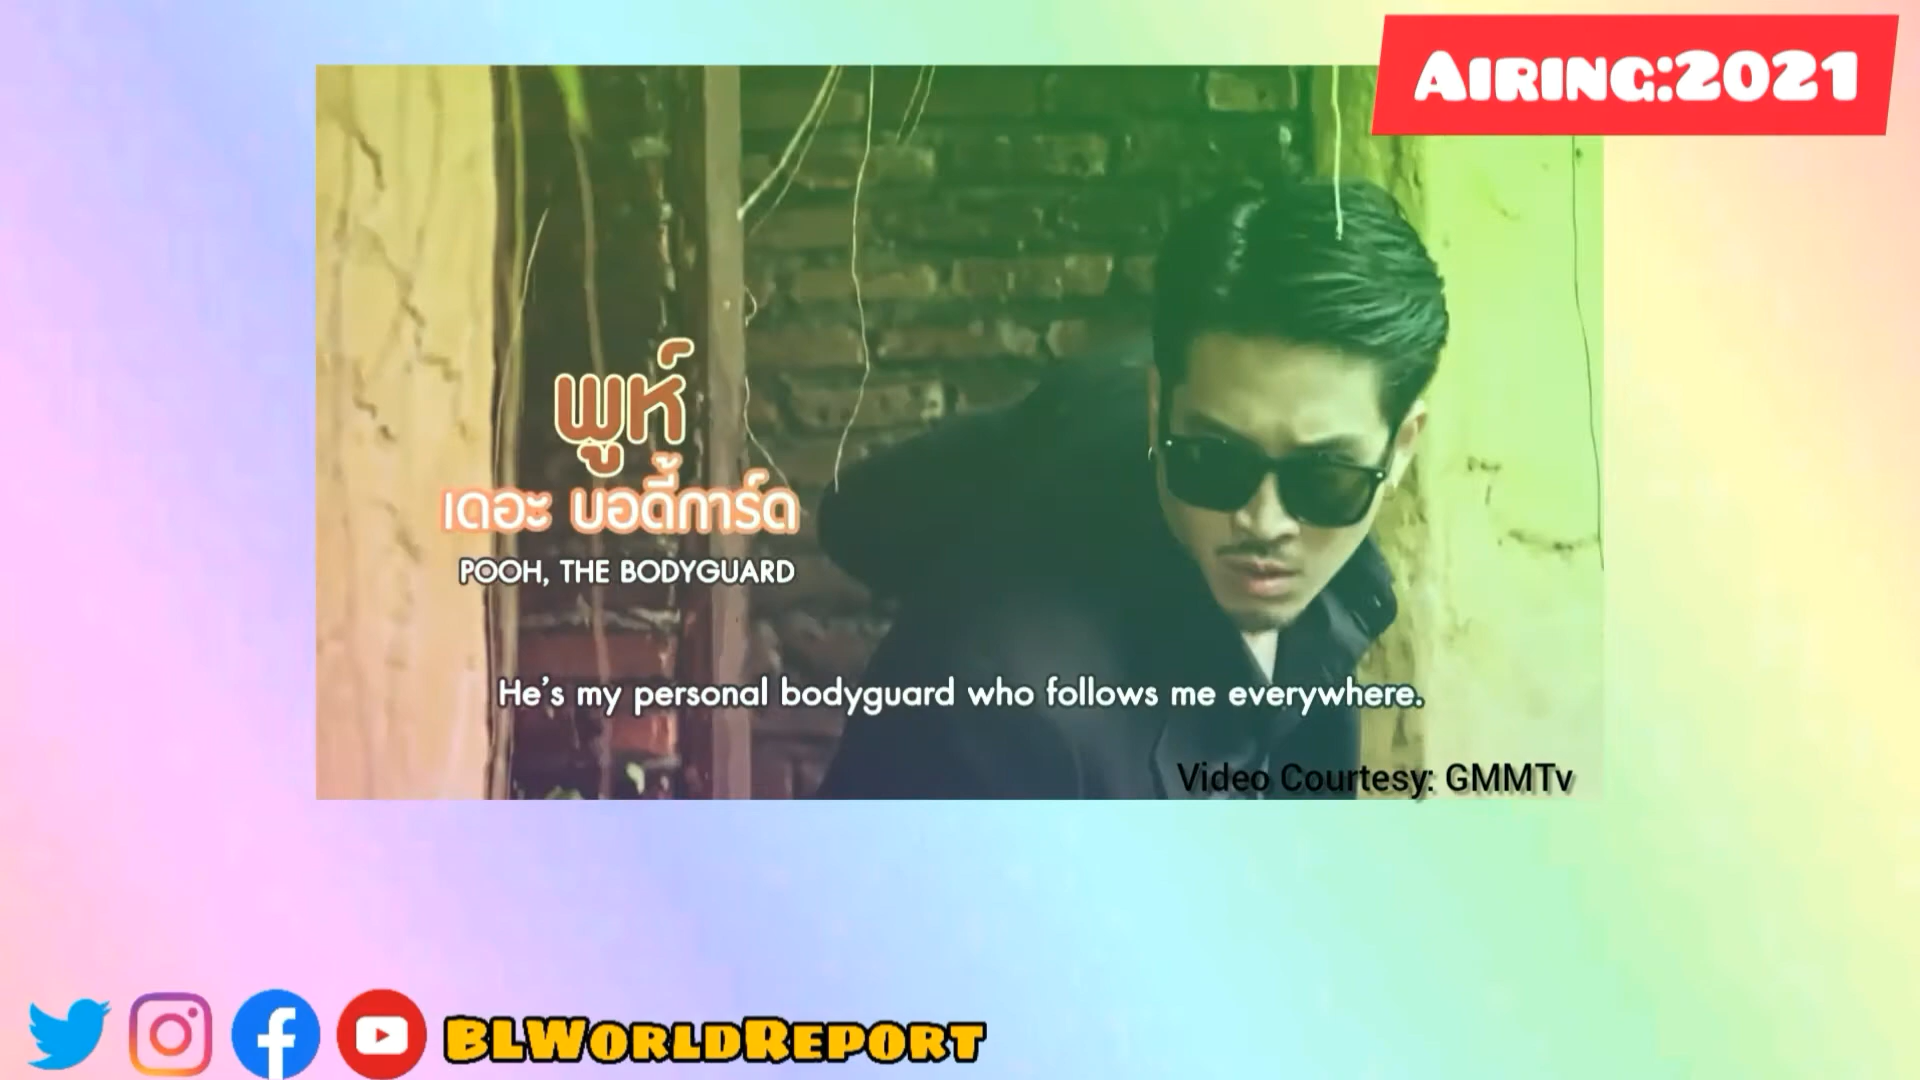 AIRING:2021
พูห์
เดอะ บอดี้การ์ด
POOH, THE BODYGUARD
He's my personal bodyguard who follows me everywhere.
Video Courtesy: GMMTv
BLWORLDREPORT